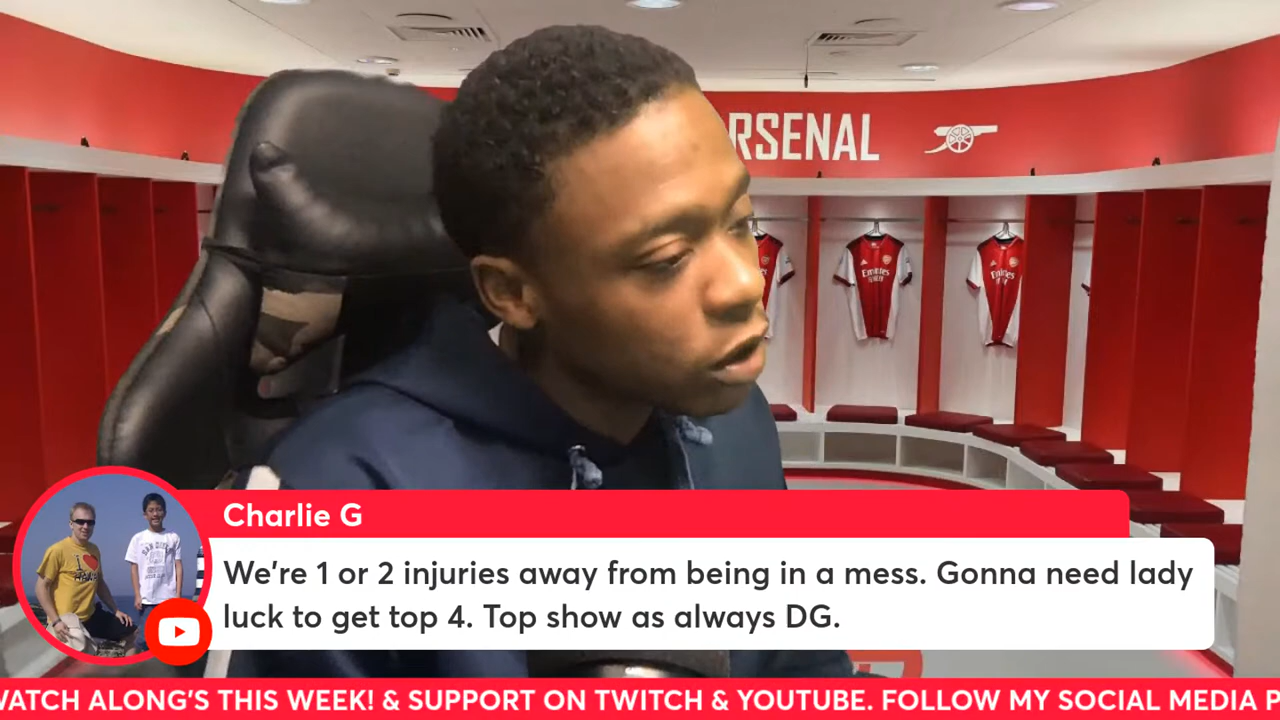 RSENAL
Emirates
Emirates
Charlie G
We're 1 or 2 injuries away from being in a mess. Gonna need lady
luck to get top 4. Top show as always DG.
WATCH ALONG'S THIS WEEK! & SUPPORT ON TWITCH & YOUTUBE. FOLLOW MY SOCIAL MEDIA P